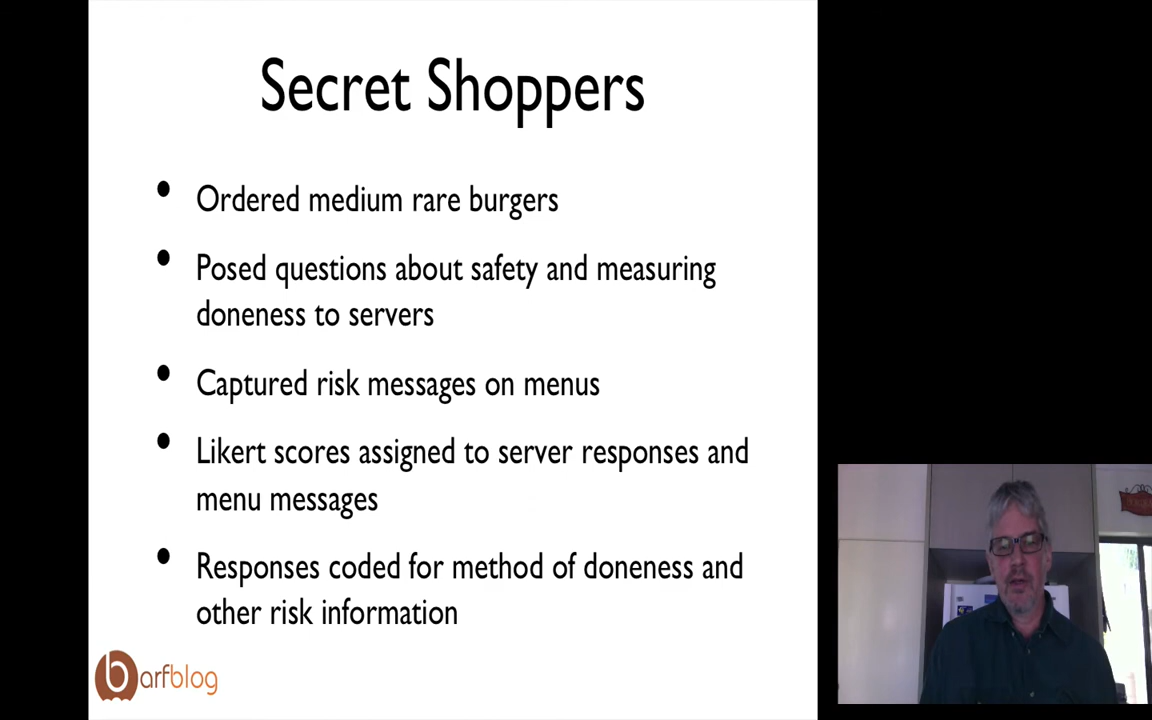 Secret Shoppers
• Ordered medium rare burgers
• Posed questions about safety and measuring
doneness to servers
• Captured risk messages on menus
• Likert scores assigned to server responses and
menu messages
• Responses coded for method of doneness and
other risk information
barfblog